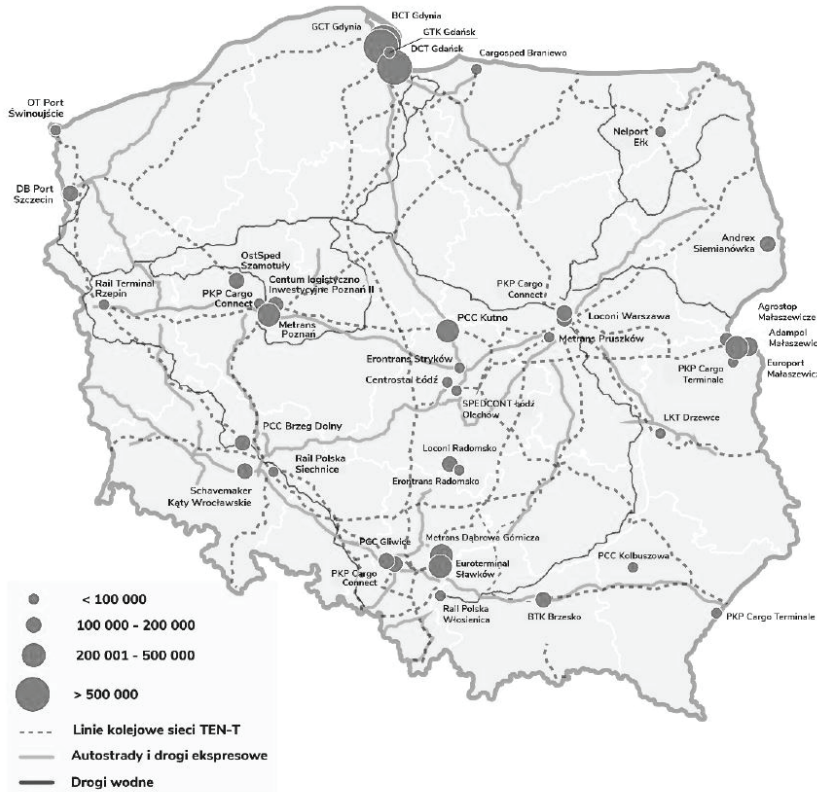 BCT Gdynia
GCT Gdynia
GTK Gdańsk
DCT Gdańsk
Cargosped Braniewo
OT Port
Świnoujście
Nelport
Ełk
DB Port
Szczecin
Andrex
Siemianówka
OstSped
Szamotuły
Rail Terminal
Rzepin
PKP Cargo
Connect
Centum logistyczno
Inwestycyjne Poznań II
Metrans
Poznań
PKP Cargo
Connect
PCC Kutno
Loconi Warszawa
Metrans Pruszków
Agrostop
Małaszewicze
Adampol
Małaszewic
PKP Cargo
Terminale
Europort
Małaszewicz
Erontrans Stryków
Centrostal Łódź
SPEDCONT Łódź
Olechów
LKT Drzewce
PCC Brzeg Dolny
Rail Polska
Siechnice
Loconi Radomsko
Erontrans Radomsko
Schavemaker
Kąty Wrocławskie
PCC Gliwice
PKP Cargo
Connect
Metrans Dąbrowa Górnicza
Euroterminal
Sławków
PCC Kolbuszowa
Rail Polska
Włosienica
BTK Brzesko
PKP Cargo Terminale
< 100 000
100 000 - 200 000
200 001 - 500 000
> 500 000
Linie kolejowe sieci TEN-T
Autostrady i drogi ekspresowe
Drogi wodne